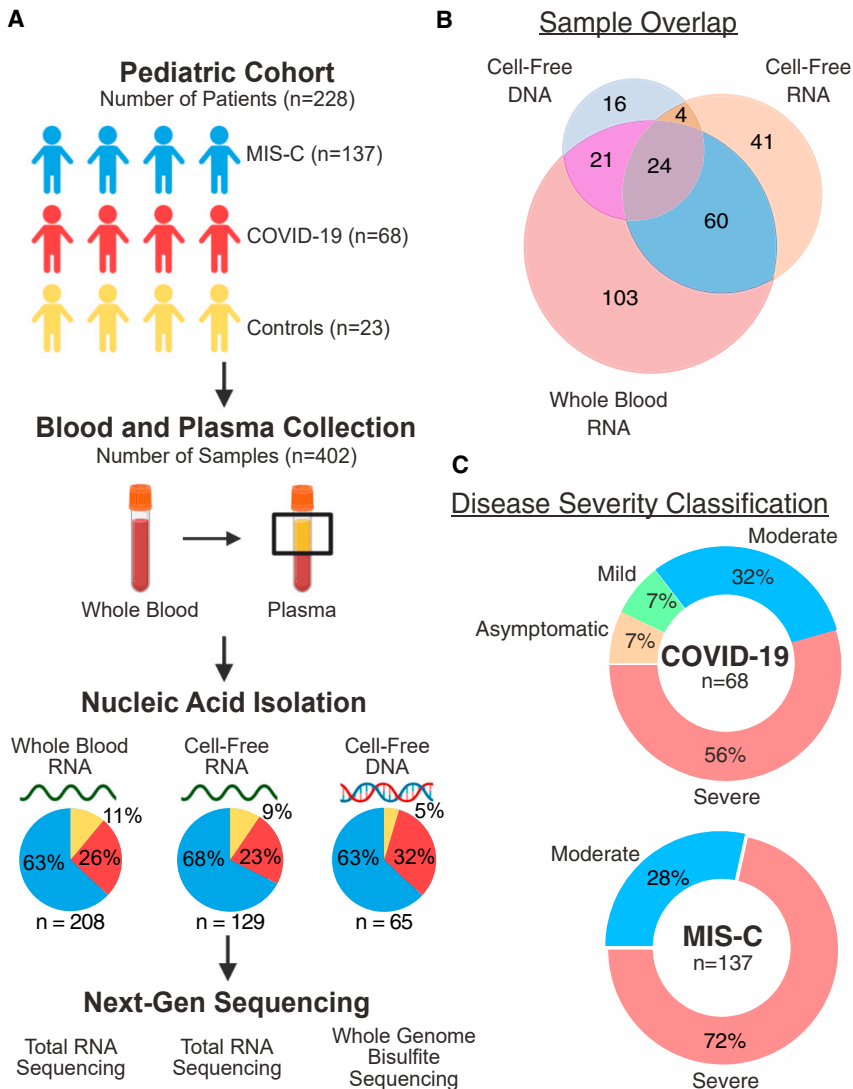 A
Pediatric Cohort
Number of Patients (n=228)
MIS-C (n=137)
COVID-19 (n=68)
Controls (n=23)
Blood and Plasma Collection
Number of Samples (n=402)
Whole Blood
Plasma
Nucleic Acid Isolation
Whole Blood
RNA
11%
63%
26%
n = 208
Cell-Free
RNA
9%
68%
23%
n = 129
Cell-Free
DNA
5%
63%
32%
n = 65
Next-Gen Sequencing
Total RNA
Sequencing
Total RNA
Sequencing
Whole Genome
Bisulfite
Sequencing
B
Sample Overlap
Cell-Free
DNA
Cell-Free
RNA
16
4
41
21
24
60
103
Whole Blood
RNA
C
Disease Severity Classification
Moderate
32%
Mild
7%
Asymptomatic
7%
COVID-19
n=68
56%
Severe
Moderate
28%
MIS-C
n=137
72%
Severe